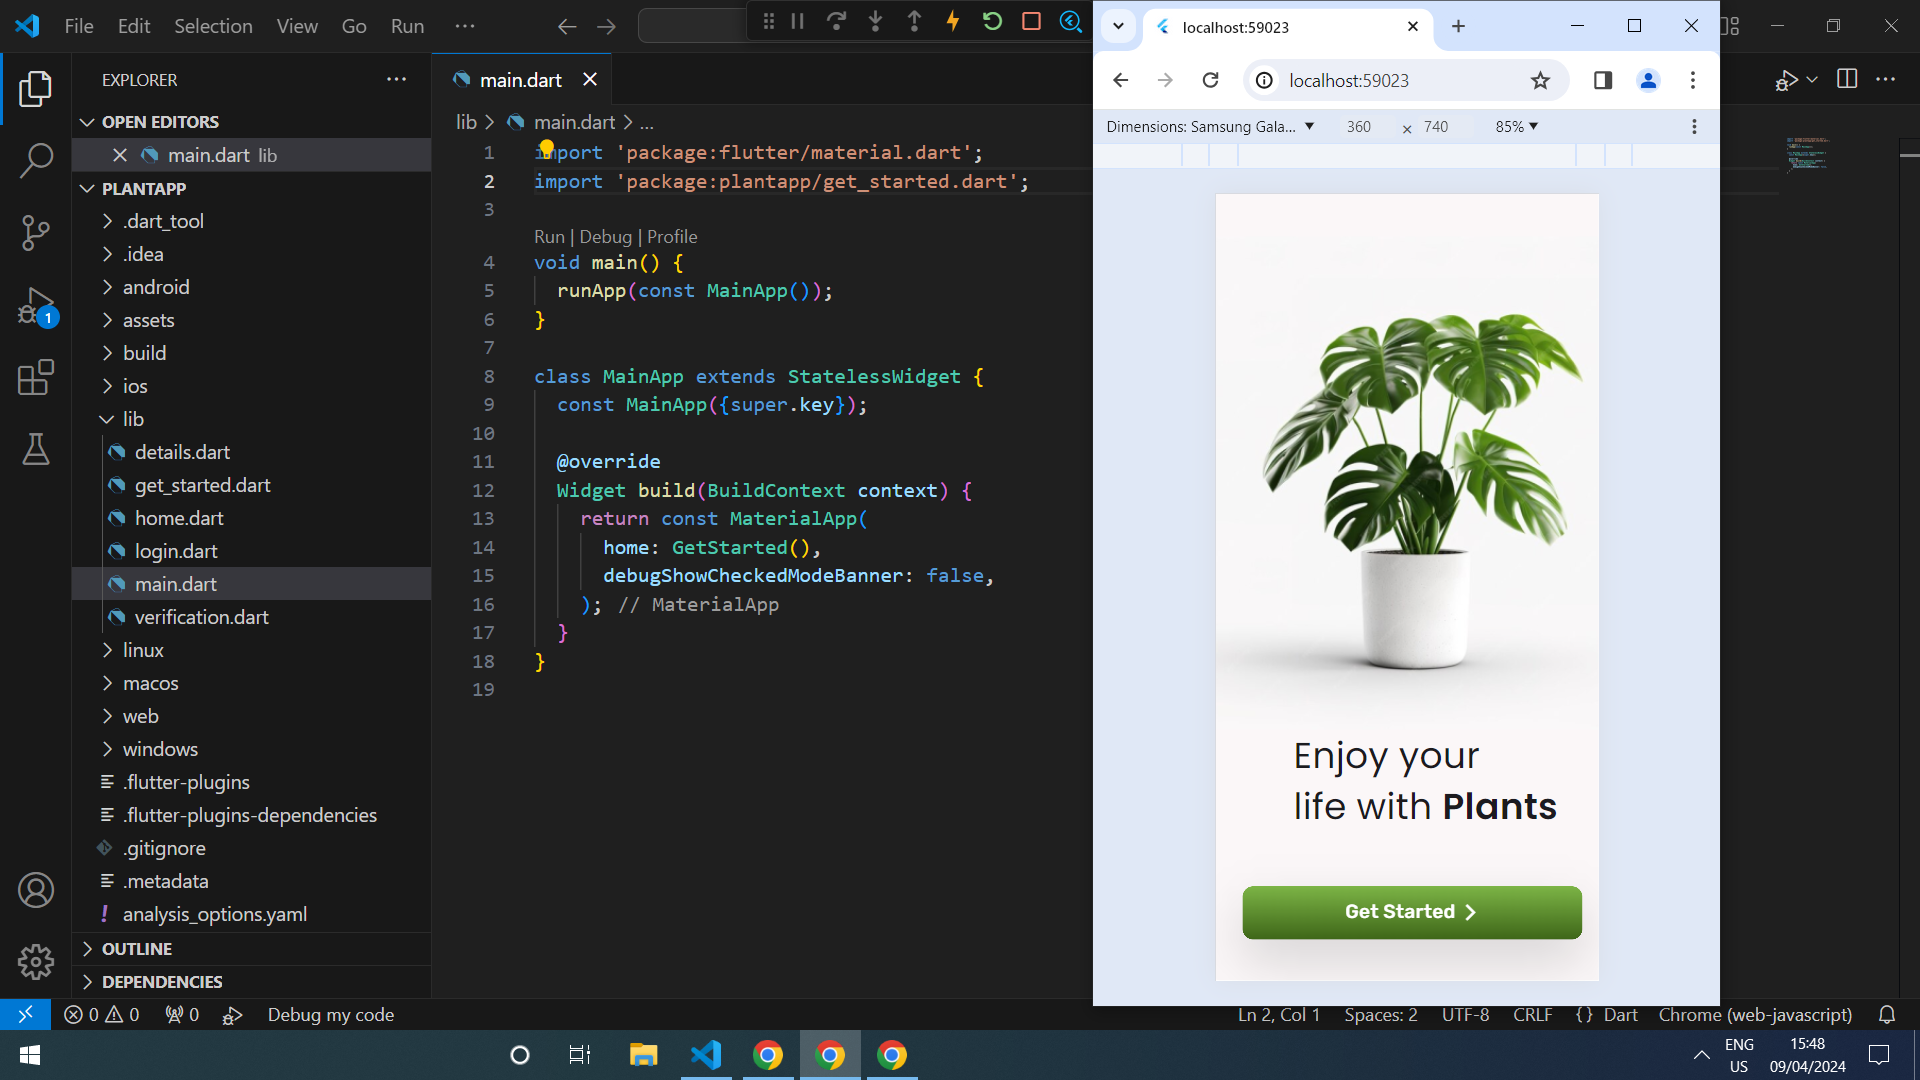 File Edit Selection View Go Run ...
EXPLORER
OPEN EDITORS
main.dart lib
PLANTAPP
.dart_tool
.idea
android
assets
build
ios
lib
details.dart
get_started.dart
home.dart
login.dart
main.dart
verification.dart
linux
macos
web
windows
.flutter-plugins
.flutter-plugins-dependencies
.gitignore
.metadata
analysis_options.yaml
OUTLINE
DEPENDENCIES
1
main.dart
lib > main.dart > ...
1 import 'package:flutter/material.dart';
2 import 'package:plantapp/get_started.dart';
3
Run | Debug | Profile
4 void main() {
5 runApp(const MainApp());
6 }
7
8 class MainApp extends StatelessWidget {
9 const MainApp({super.key});
10
11 @override
12 Widget build(BuildContext context) {
13 return const MaterialApp(
14 home: GetStarted(),
15 debugShowCheckedModeBanner: false,
16 ); // MaterialApp
17 }
18 }
19
localhost:59023
localhost:59023
Dimensions: Samsung Gala... 360 × 740 85%
Enjoy your
life with Plants
Get Started
0 0 0 Debug my code Ln 2, Col 1 Spaces: 2 UTF-8 CRLF {} Dart Chrome (web-javascript)
ENG
US
15:48
09/04/2024